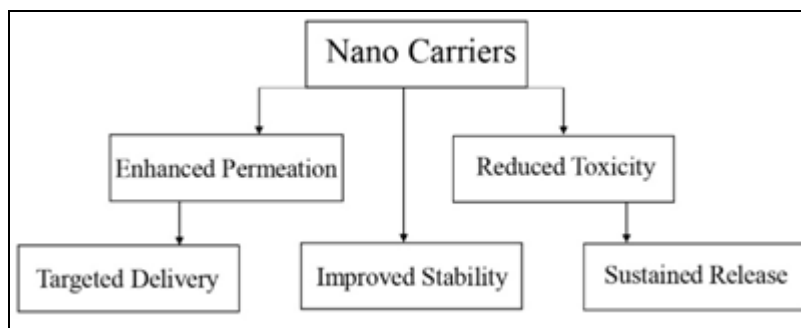 Nano Carriers
Enhanced Permeation
Reduced Toxicity
Targeted Delivery
Improved Stability
Sustained Release